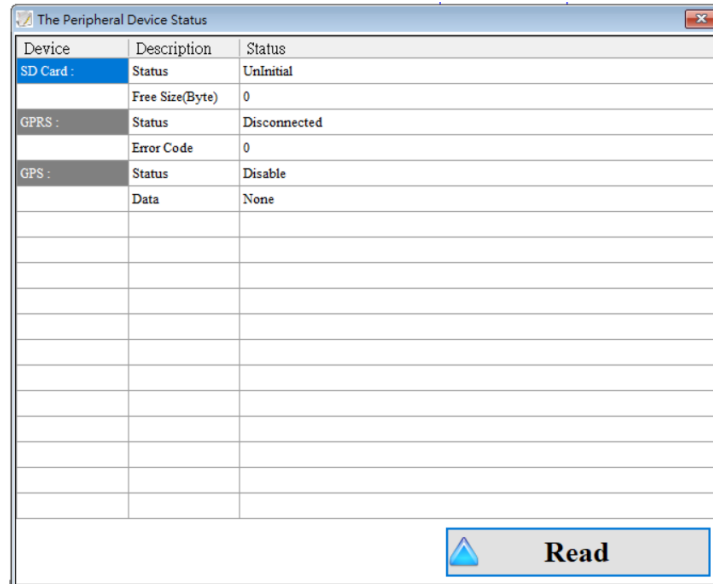 The Peripheral Device Status
Device Description Status
SD Card : Status UnInitial
Free Size(Byte) 0
GPRS : Status Disconnected
Error Code 0
GPS : Status Disable
Data None
Read